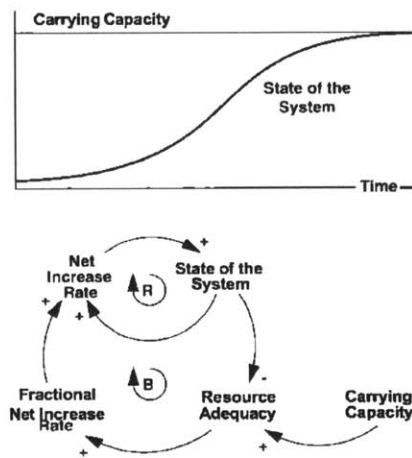 Carrying Capacity
State of the
System
Time
+
Net
Increase
Rate
State of the
System
R
+
+
B
Fractional
Net Increase
Rate
Resource
Adequacy
Carrying
Capacity
-
+
+